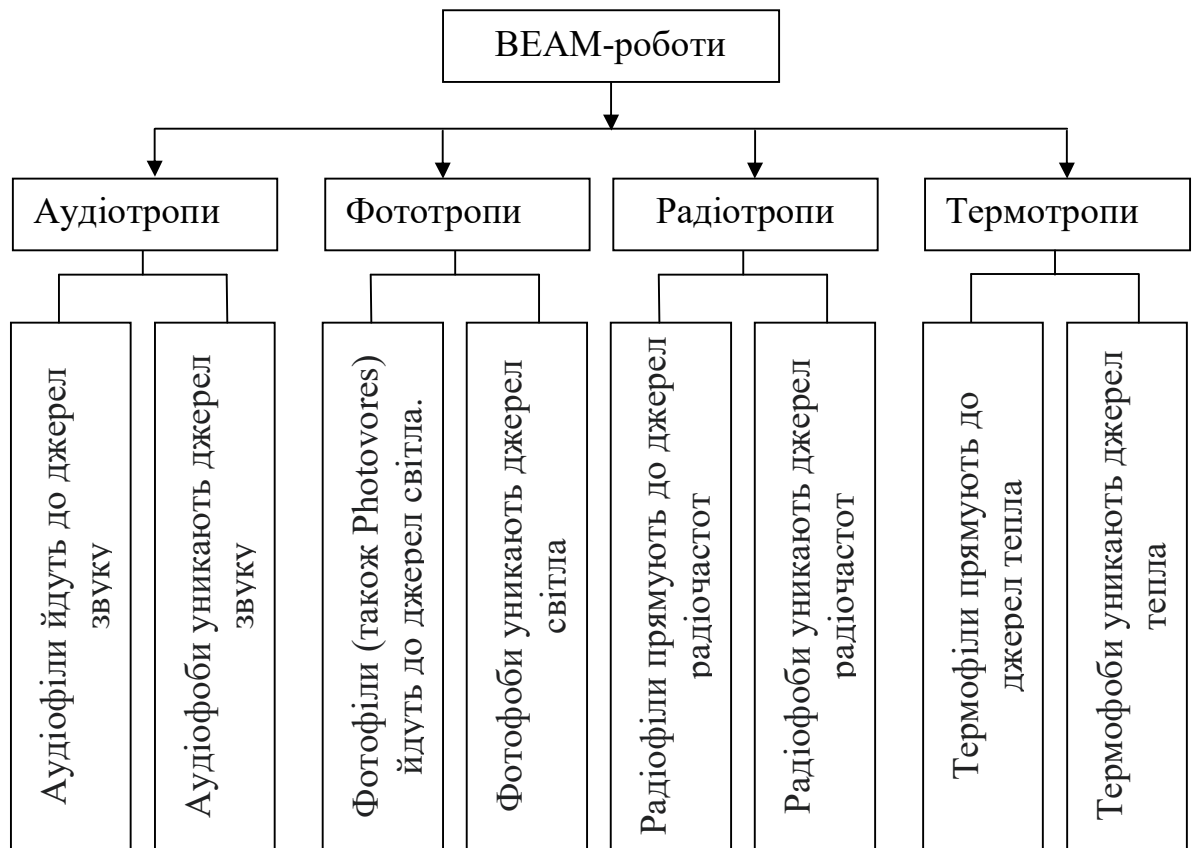 BEAM-роботи
Аудіотропи
Фототропи
Радіотропи
Термотропи
Аудіофіли йдуть до джерел
звуку
Аудіофоби уникають джерел
звуку
Фотофіли (також Photovores)
йдуть до джерел світла.
Фотофоби уникають джерел
світла
Радіофіли прямують до джерел
радіочастот
Радіофоби уникають джерел
радіочастот
Термофіли прямують до
джерел тепла
Термофоби уникають джерел
тепла